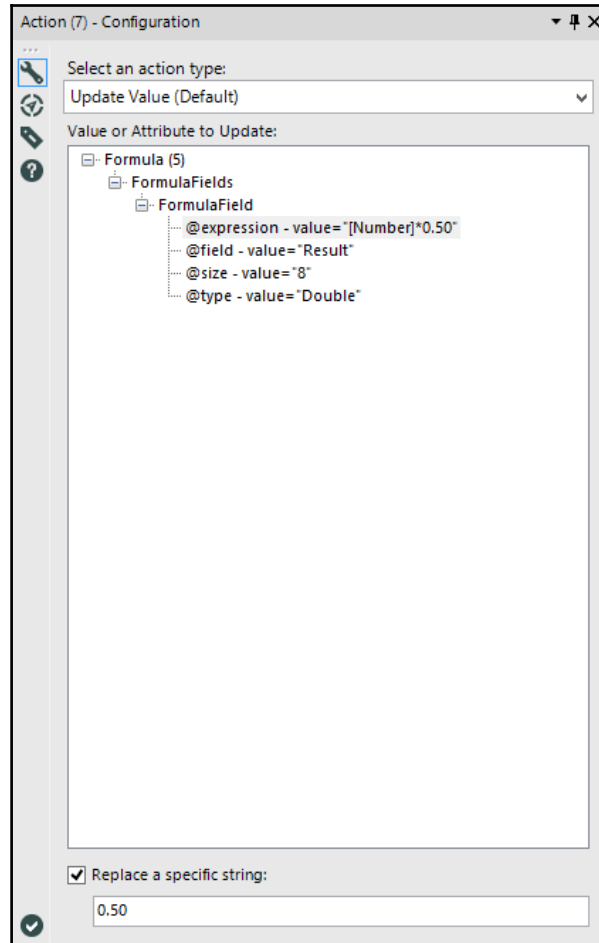 Action (7) - Configuration
Select an action type:
Update Value (Default)
Value or Attribute to Update:
Formula (5)
FormulaFields
FormulaField
@expression - value="[Number]*0.50"
@field - value="Result"
@size - value="8"
@type - value="Double"
Replace a specific string:
0.50